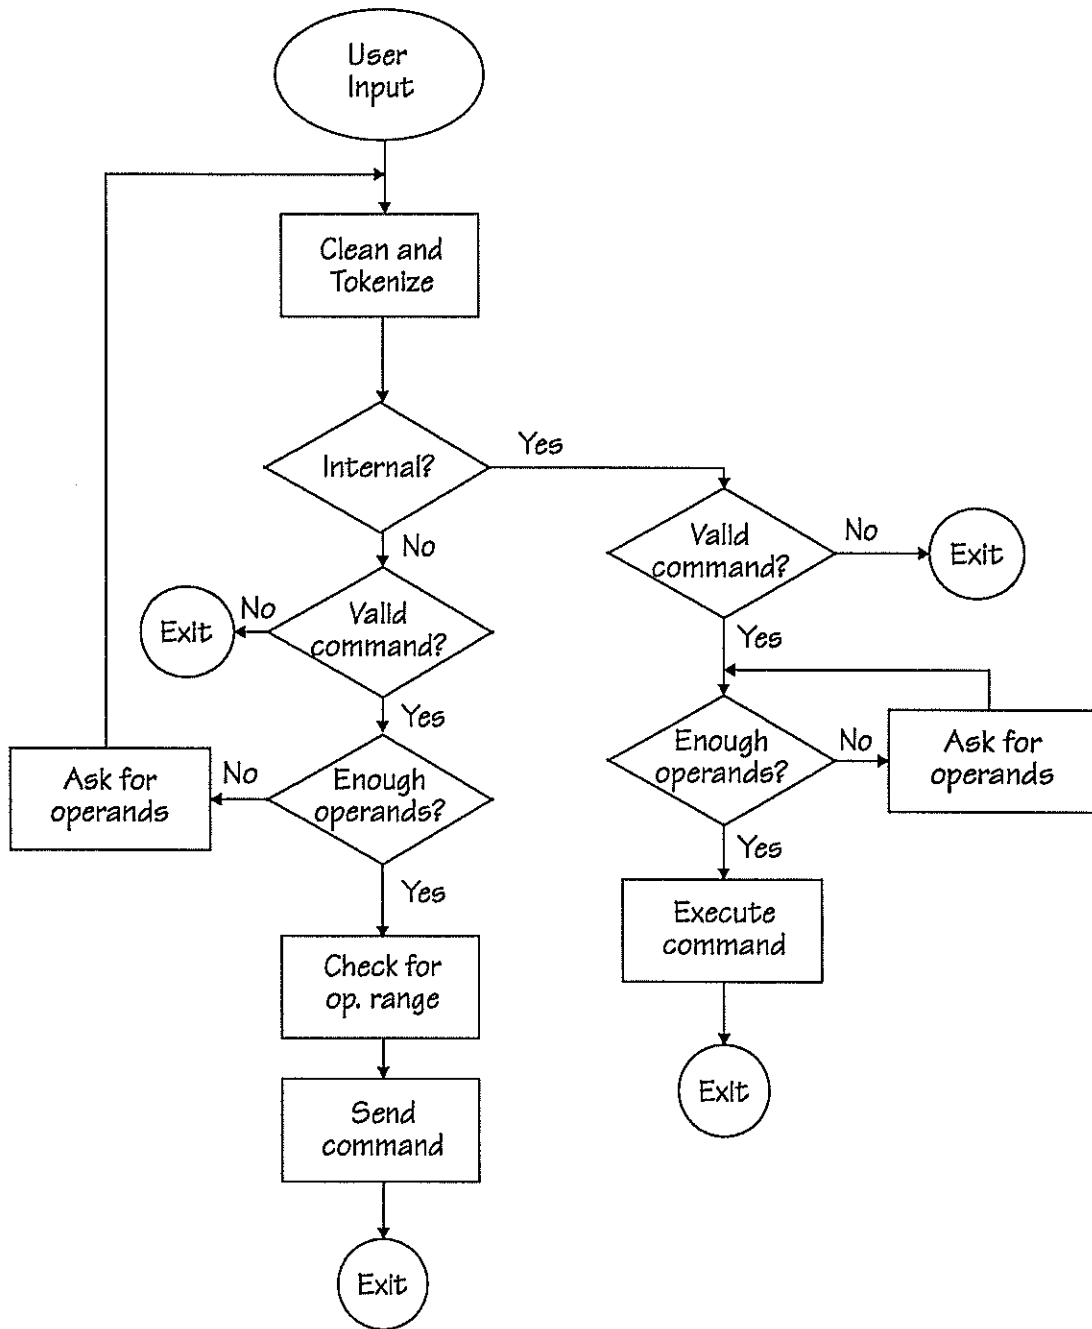 User
Input
Clean and
Tokenize
Internal?
Yes
No
Valid
command?
No
Exit
Yes
Enough
operands?
No
Ask for
operands
Yes
Check for
op. range
Send
command
Exit
Valid
command?
No
Exit
Yes
Enough
operands?
No
Ask for
operands
Yes
Execute
command
Exit